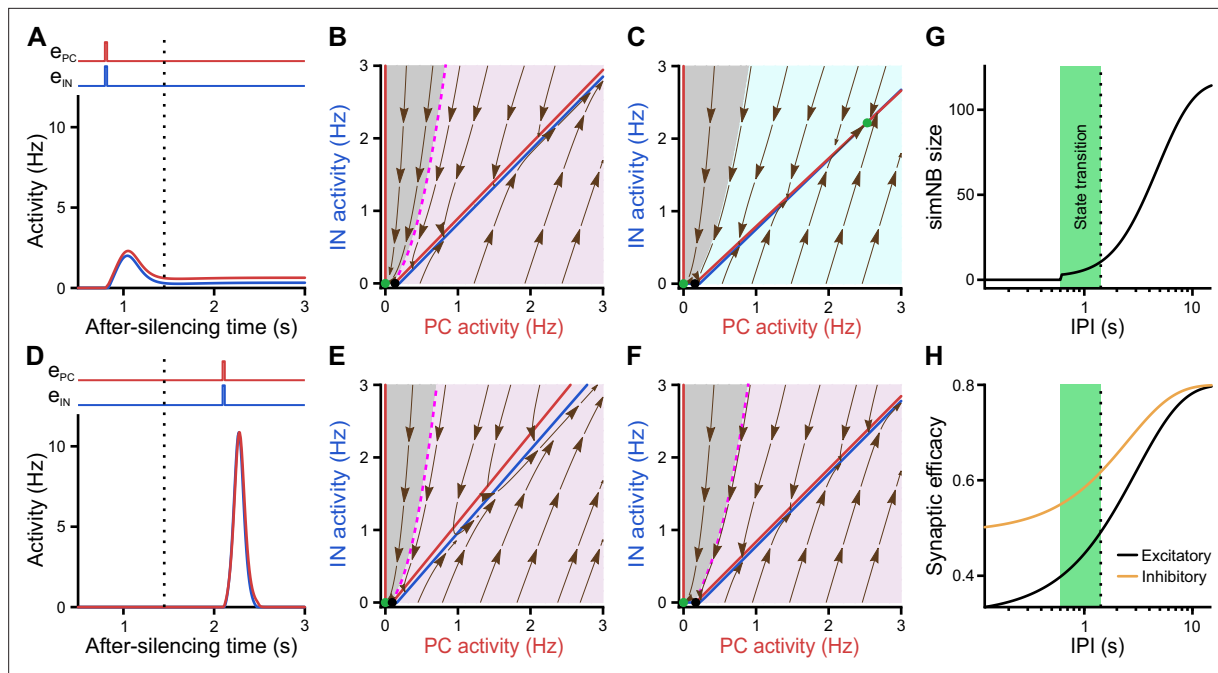 A
e_PC
e_IN
Activity (Hz)
10
5
0
1
2
3
After-silencing time (s)
B
IN activity (Hz)
3
2
1
0
0
1
2
3
PC activity (Hz)
C
IN activity (Hz)
3
2
1
0
0
1
2
3
PC activity (Hz)
G
simNB size
100
50
0
State transition
1
10
IPI (s)
D
e_PC
e_IN
Activity (Hz)
10
5
0
1
2
3
After-silencing time (s)
E
IN activity (Hz)
3
2
1
0
0
1
2
3
PC activity (Hz)
F
IN activity (Hz)
3
2
1
0
0
1
2
3
PC activity (Hz)
H
Synaptic efficacy
0.8
0.6
0.4
Excitatory
Inhibitory
1
10
IPI (s)